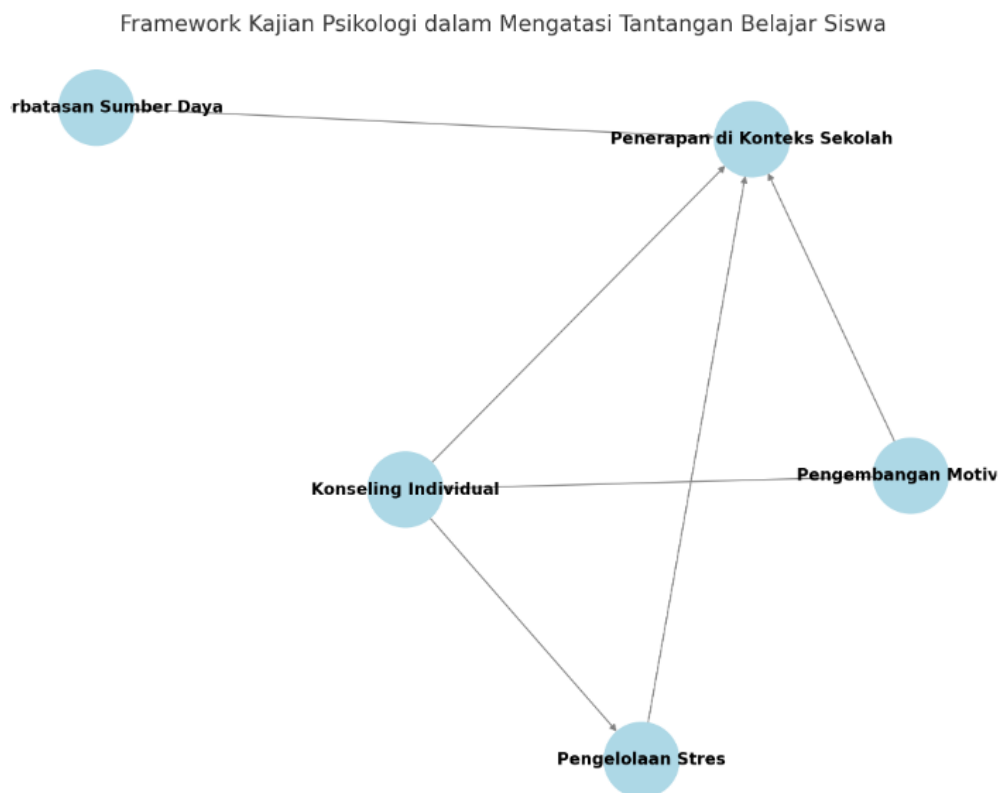 Framework Kajian Psikologi dalam Mengatasi Tantangan Belajar Siswa
rbatasan Sumber Daya
Penerapan di Konteks Sekolah
Pengembangan Motiv
Konseling Individual
Pengelolaan Stres